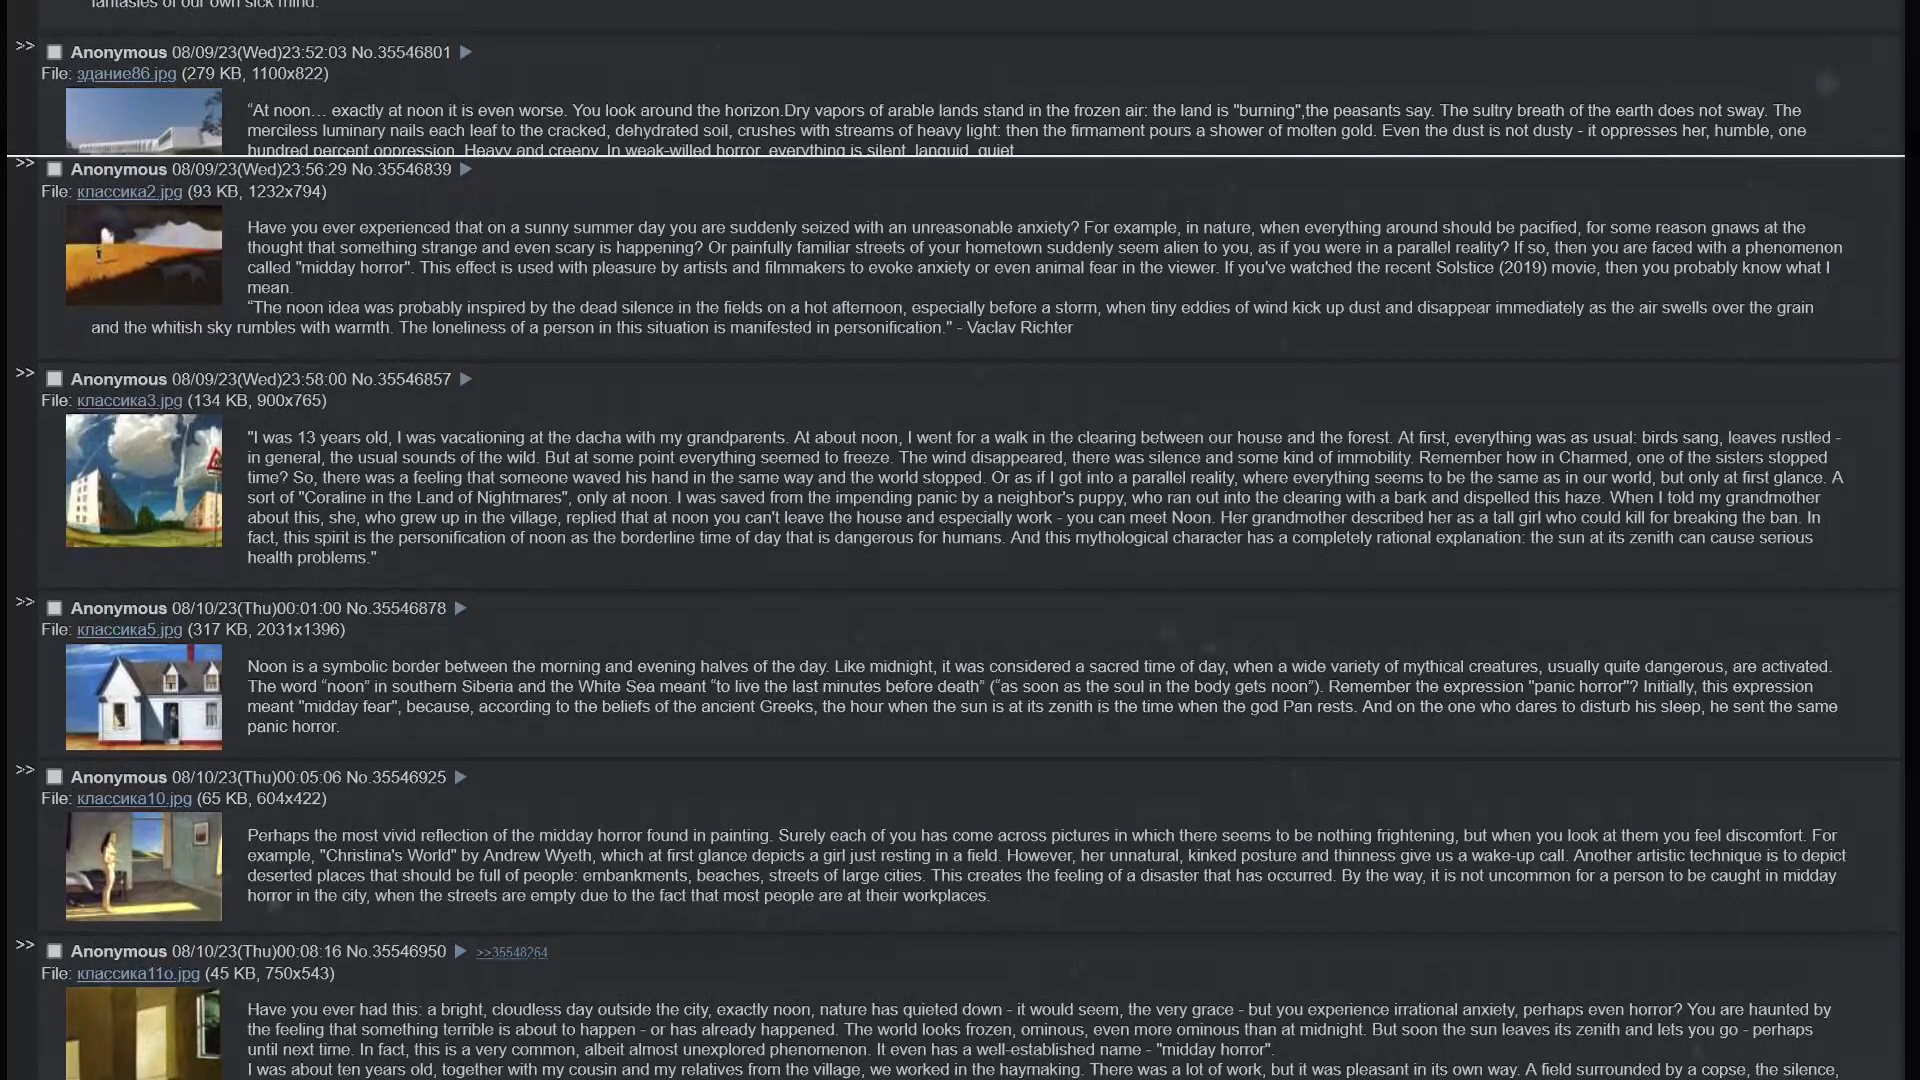 fantasies of our own sick mind.
>> Anonymous 08/09/23(Wed)23:52:03 No.35546801
File: здание86.jpg (279 KB, 1100x822)
“At noon… exactly at noon it is even worse. You look around the horizon.Dry vapors of arable lands stand in the frozen air: the land is "burning",the peasants say. The sultry breath of the earth does not sway. The
merciless luminary nails each leaf to the cracked, dehydrated soil, crushes with streams of heavy light: then the firmament pours a shower of molten gold. Even the dust is not dusty - it oppresses her, humble, one
hundred percent oppression. Heavy and creepy. In weak-willed horror, everything is silent, languid, quiet
>> Anonymous 08/09/23(Wed)23:56:29 No.35546839
File: классика2.jpg (93 KB, 1232x794)
Have you ever experienced that on a sunny summer day you are suddenly seized with an unreasonable anxiety? For example, in nature, when everything around should be pacified, for some reason gnaws at the
thought that something strange and even scary is happening? Or painfully familiar streets of your hometown suddenly seem alien to you, as if you were in a parallel reality? If so, then you are faced with a phenomenon
called "midday horror". This effect is used with pleasure by artists and filmmakers to evoke anxiety or even animal fear in the viewer. If you've watched the recent Solstice (2019) movie, then you probably know what I
mean.
“The noon idea was probably inspired by the dead silence in the fields on a hot afternoon, especially before a storm, when tiny eddies of wind kick up dust and disappear immediately as the air swells over the grain
and the whitish sky rumbles with warmth. The loneliness of a person in this situation is manifested in personification." - Vaclav Richter
>> Anonymous 08/09/23(Wed)23:58:00 No.35546857
File: классика3.jpg (134 KB, 900x765)
"I was 13 years old, I was vacationing at the dacha with my grandparents. At about noon, I went for a walk in the clearing between our house and the forest. At first, everything was as usual: birds sang, leaves rustled -
in general, the usual sounds of the wild. But at some point everything seemed to freeze. The wind disappeared, there was silence and some kind of immobility. Remember how in Charmed, one of the sisters stopped
time? So, there was a feeling that someone waved his hand in the same way and the world stopped. Or as if I got into a parallel reality, where everything seems to be the same as in our world, but only at first glance. A
sort of "Coraline in the Land of Nightmares", only at noon. I was saved from the impending panic by a neighbor's puppy, who ran out into the clearing with a bark and dispelled this haze. When I told my grandmother
about this, she, who grew up in the village, replied that at noon you can't leave the house and especially work - you can meet Noon. Her grandmother described her as a tall girl who could kill for breaking the ban. In
fact, this spirit is the personification of noon as the borderline time of day that is dangerous for humans. And this mythological character has a completely rational explanation: the sun at its zenith can cause serious
health problems."
>> Anonymous 08/10/23(Thu)00:01:00 No.35546878
File: классика5.jpg (317 KB, 2031x1396)
Noon is a symbolic border between the morning and evening halves of the day. Like midnight, it was considered a sacred time of day, when a wide variety of mythical creatures, usually quite dangerous, are activated.
The word “noon” in southern Siberia and the White Sea meant “to live the last minutes before death” (“as soon as the soul in the body gets noon”). Remember the expression "panic horror"? Initially, this expression
meant "midday fear", because, according to the beliefs of the ancient Greeks, the hour when the sun is at its zenith is the time when the god Pan rests. And on the one who dares to disturb his sleep, he sent the same
panic horror.
>> Anonymous 08/10/23(Thu)00:05:06 No.35546925
File: классика10.jpg (65 KB, 604x422)
Perhaps the most vivid reflection of the midday horror found in painting. Surely each of you has come across pictures in which there seems to be nothing frightening, but when you look at them you feel discomfort. For
example, "Christina's World" by Andrew Wyeth, which at first glance depicts a girl just resting in a field. However, her unnatural, kinked posture and thinness give us a wake-up call. Another artistic technique is to depict
deserted places that should be full of people: embankments, beaches, streets of large cities. This creates the feeling of a disaster that has occurred. By the way, it is not uncommon for a person to be caught in midday
horror in the city, when the streets are empty due to the fact that most people are at their workplaces.
>> Anonymous 08/10/23(Thu)00:08:16 No.35546950 >>35548264
File: классика11о.jpg (45 KB, 750x543)
Have you ever had this: a bright, cloudless day outside the city, exactly noon, nature has quieted down - it would seem, the very grace - but you experience irrational anxiety, perhaps even horror? You are haunted by
the feeling that something terrible is about to happen - or has already happened. The world looks frozen, ominous, even more ominous than at midnight. But soon the sun leaves its zenith and lets you go - perhaps
until next time. In fact, this is a very common, albeit almost unexplored phenomenon. It even has a well-established name - "midday horror".
I was about ten years old, together with my cousin and my relatives from the village, we worked in the haymaking. There was a lot of work, but it was pleasant in its own way. A field surrounded by a copse, the silence,